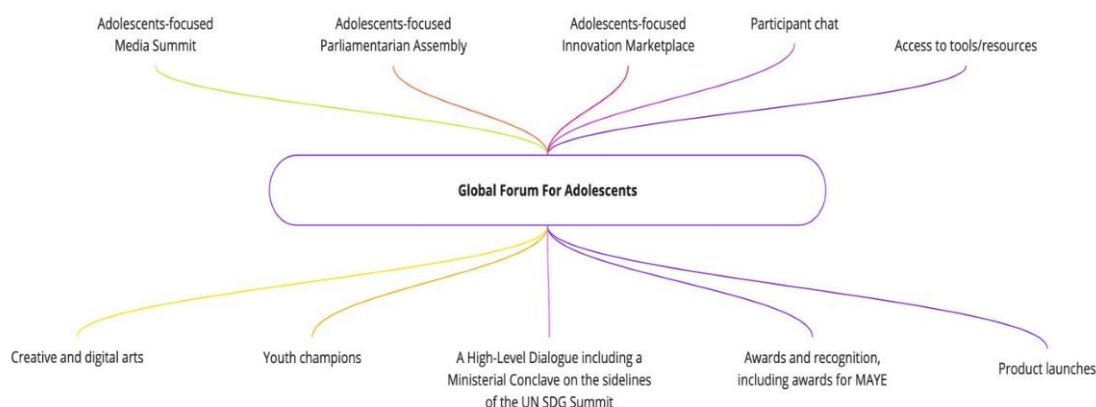 Adolescents-focused
Media Summit
Adolescents-focused
Parliamentarian Assembly
Adolescents-focused
Innovation Marketplace
Participant chat
Access to tools/resources
Global Forum For Adolescents
Creative and digital arts
Youth champions
A High-Level Dialogue including a
Ministerial Conclave on the sidelines
of the UN SDG Summit
Awards and recognition,
including awards for MAYE
Product launches